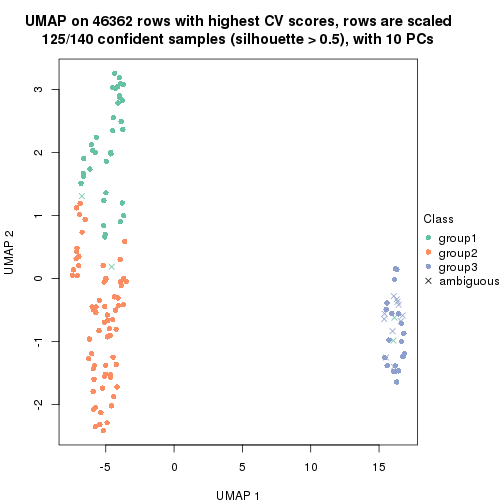 UMAP on 46362 rows with highest CV scores, rows are scaled
125/140 confident samples (silhouette > 0.5), with 10 PCs
3
2
1
0
-1
-2
UMAP 2
-5
0
5
10
15
UMAP 1
Class
group1
group2
group3
ambiguous